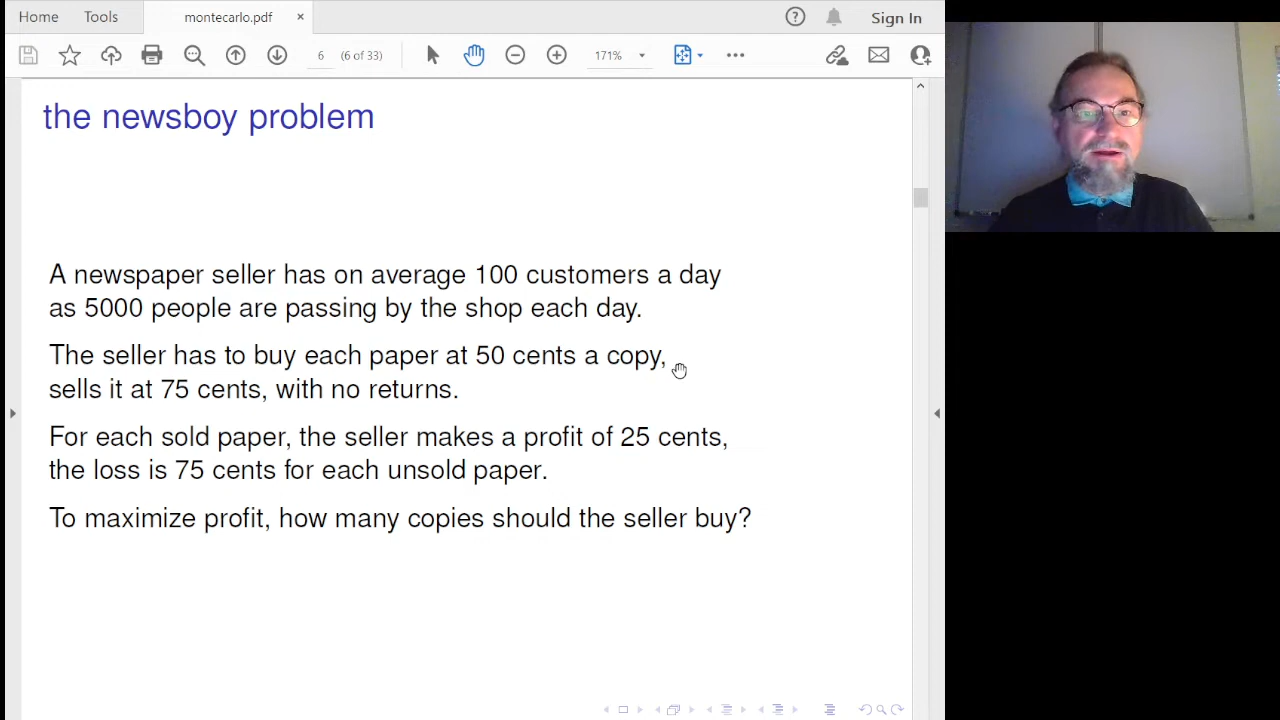 Home Tools montecarlo.pdf × ? Sign In
6 (6 of 33) 171%
the newsboy problem
A newspaper seller has on average 100 customers a day
as 5000 people are passing by the shop each day.
The seller has to buy each paper at 50 cents a copy,
sells it at 75 cents, with no returns.
For each sold paper, the seller makes a profit of 25 cents,
the loss is 75 cents for each unsold paper.
To maximize profit, how many copies should the seller buy?